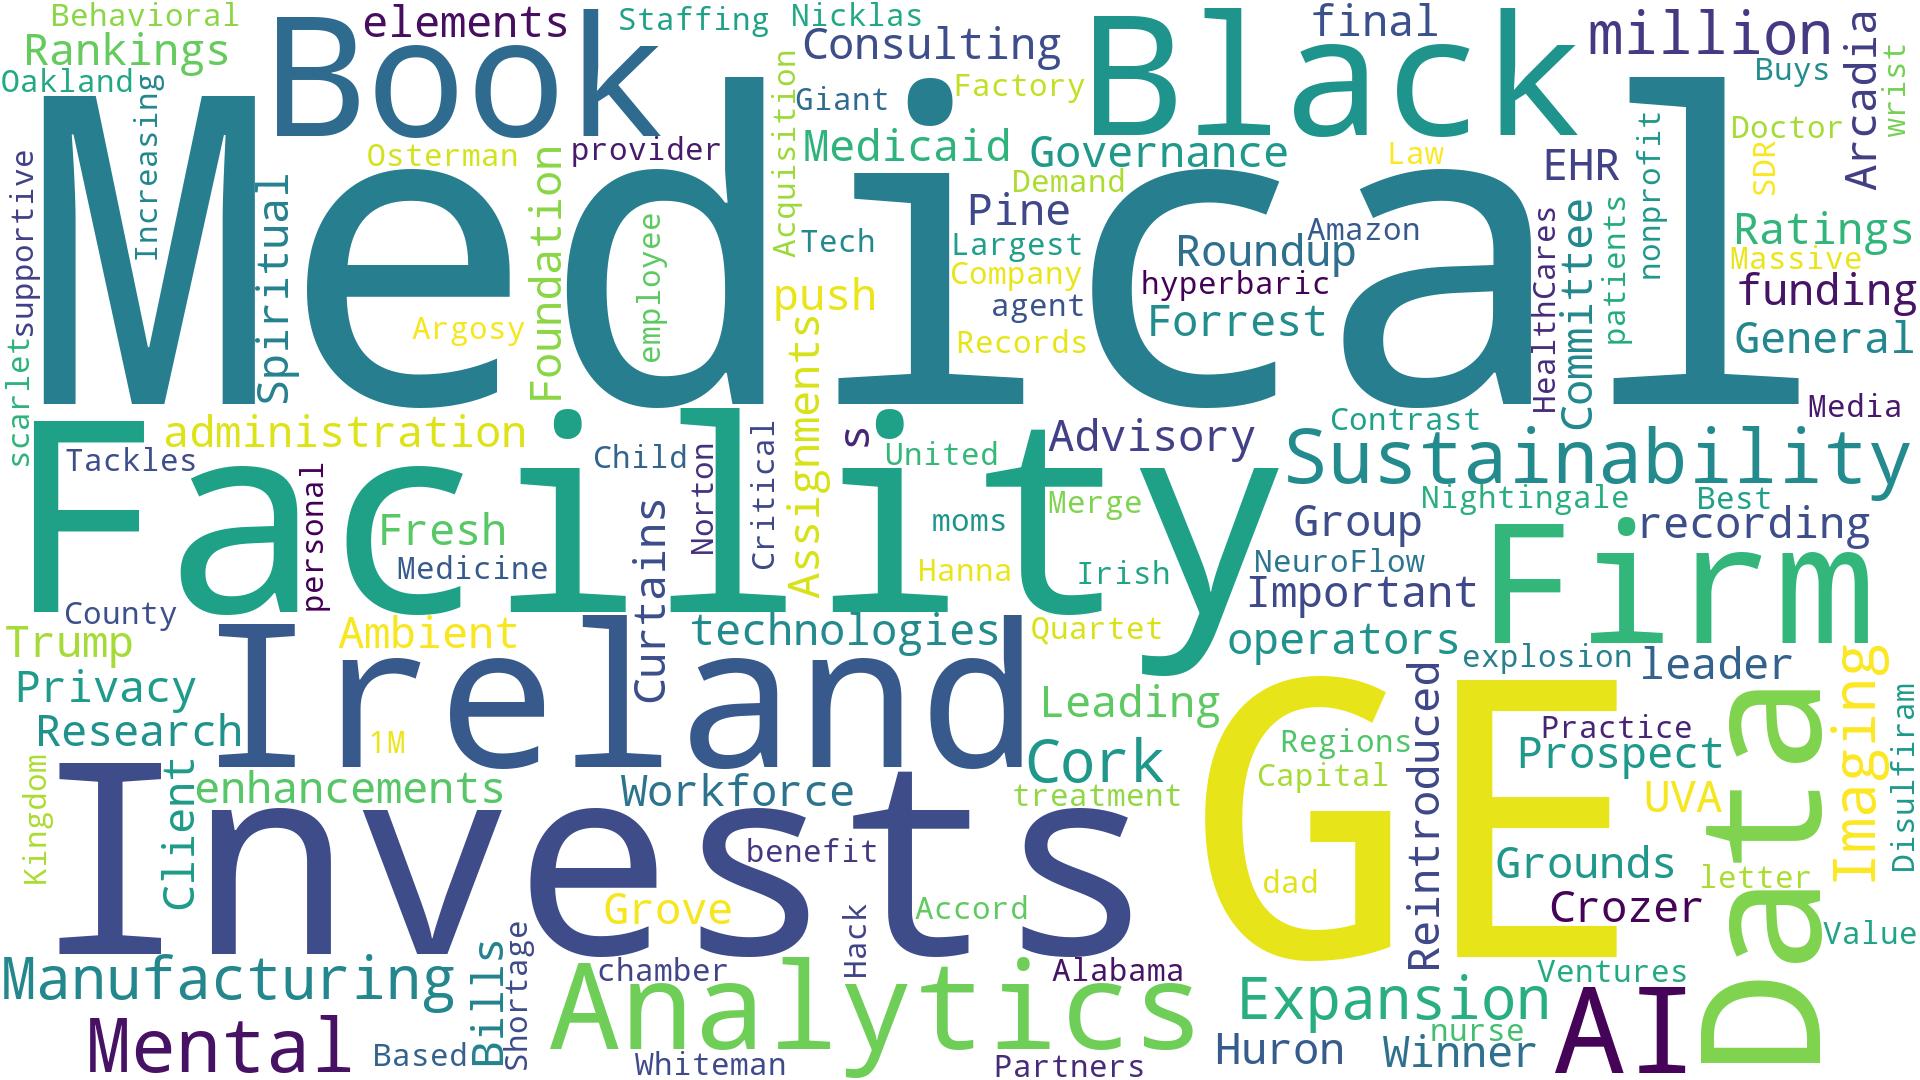 Behavioral
elements
Staffing
Nicklas
final
million
Rankings
Book
Consulting
Black
Buys
Arcadia
wrist
Oakland
Increasing
Acquisition
Giant
Factory
Medical
Osterman
provider
Medicaid
Governance
Law
EHR
nonprofit
Doctor
SDR
supportive
Spiritual
Foundation
employee
Demand
Pine
Tech
Largest
Roundup
Amazon
HealthCares
Committee
patients
Ratings
Massive
Company
hyperbaric
funding
push
agent
Forrest
General
Argosy
Records
scarlet
Assignments
Media
administration
Facility
Tackles
personal
Child
Norton
Critical
s
United
Advisory
Contrast
Sustainability
Nightingale
Best
Fresh
Medicine
Curtains
moms
Merge
Group
recording
Hanna
Irish
NeuroFlow
Important
Firm
County
Trump
Ambient
Ireland
technologies
Quartet
operators
explosion
leader
Privacy
Research
1M
Leading
Reintroduced
Regions
Practice
Data
Imaging
Disulfiram
Kingdom
Client
enhancements
Workforce
Cork
treatment
Capital
Prospect
UVA
Invests
GE
benefit
dad
Grounds
letter
Grove
Hack
Accord
Crozer
Value
Manufacturing
Bills
Shortage
chamber
Alabama
Analytics
Expansion
Ventures
AI
Mental
Based
Whiteman
Partners
Huron
nurse
Winner